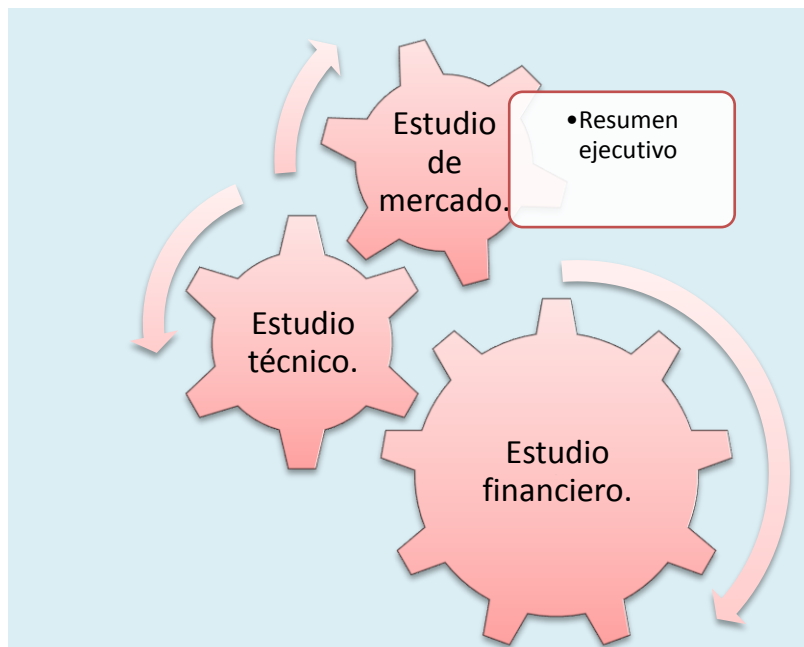 Estudio
de
mercado.
•Resumen
ejecutivo
Estudio
técnico.
Estudio
financiero.